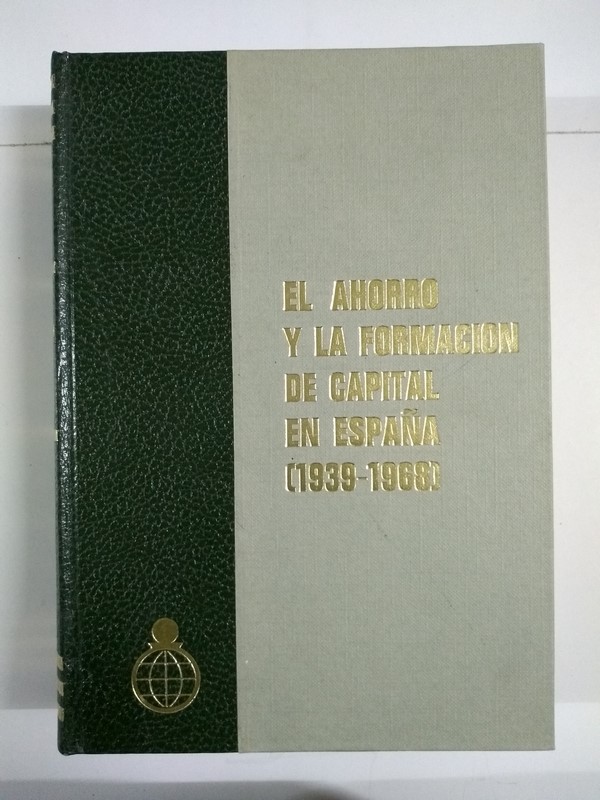 EL AHORRO
Y LA FORMACION
DE CAPITAL
EN ESPAÑA
(1939-1968)